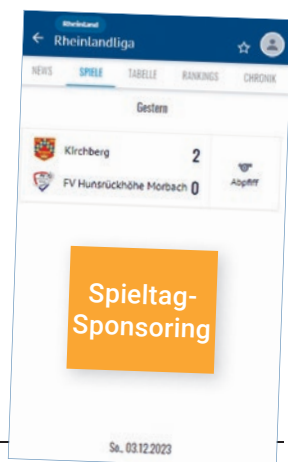 Rheinland
Rheinlandliga
NEWS SPIELE TABELLE RANKINGS CHRONIK
Gestern
Kirchberg 2
FV Hunsrückhöhe Morbach 0
Abpfiff
Spieltag-
Sponsoring
So., 03.12.2023